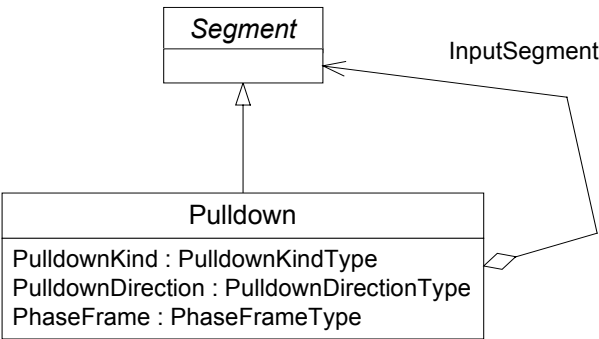 Segment
InputSegment
Pulldown
PulldownKind : PulldownKindType
PulldownDirection : PulldownDirectionType
PhaseFrame : PhaseFrameType